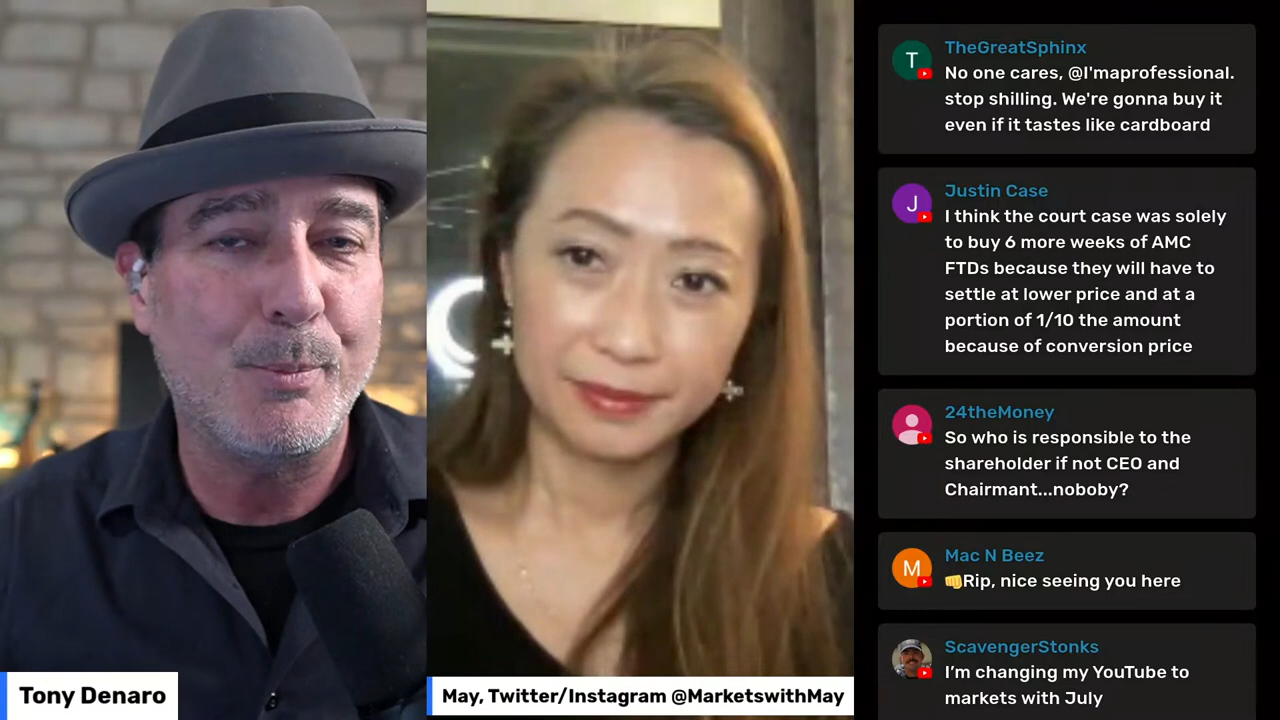 Tony Denaro
May, Twitter/Instagram @MarketswithMay
T
TheGreatSphinx
No one cares, @I'maprofessional.
stop shilling. We're gonna buy it
even if it tastes like cardboard
J
Justin Case
I think the court case was solely
to buy 6 more weeks of AMC
FTDs because they will have to
settle at lower price and at a
portion of 1/10 the amount
because of conversion price
24theMoney
So who is responsible to the
shareholder if not CEO and
Chairmant...noboby?
M
Mac N Beez
👊Rip, nice seeing you here
ScavengerStonks
I'm changing my YouTube to
markets with July